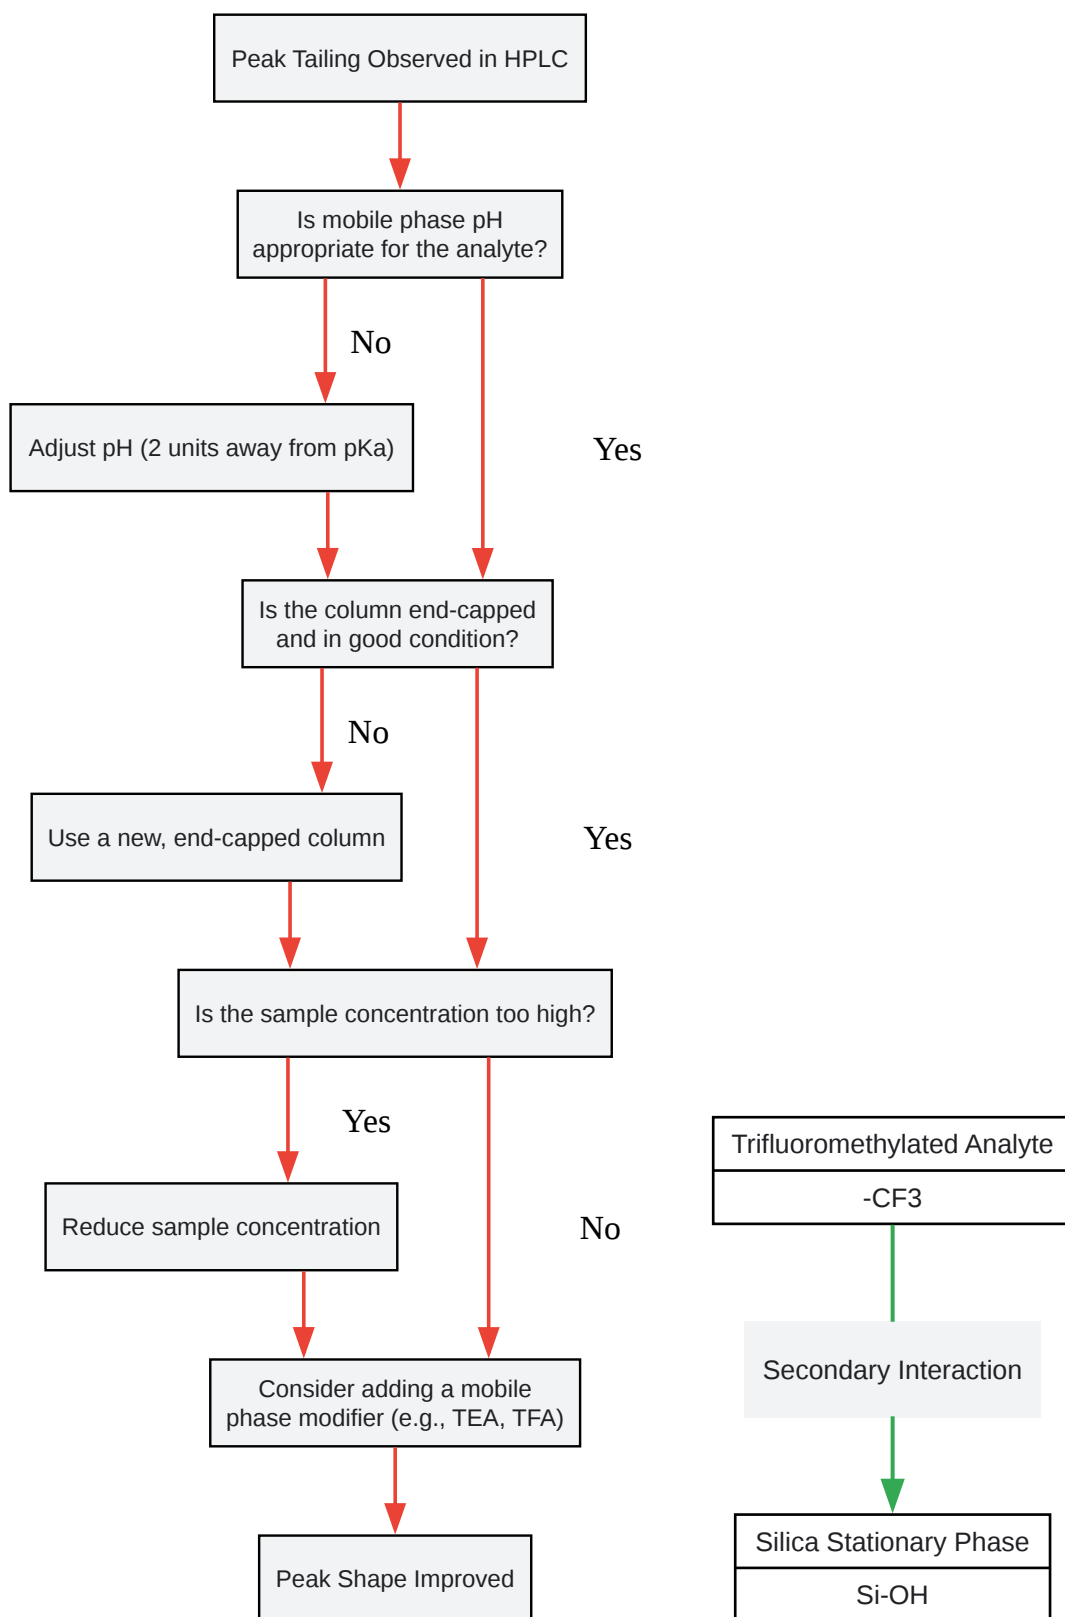 Peak Tailing Observed in HPLC
Is mobile phase pH
appropriate for the analyte?
No
Adjust pH (2 units away from pKa)
Yes
Is the column end-capped
and in good condition?
No
Use a new, end-capped column
Yes
Is the sample concentration too high?
Yes
Reduce sample concentration
No
Consider adding a mobile
phase modifier (e.g., TEA, TFA)
Peak Shape Improved
Trifluoromethylated Analyte
-CF3
Secondary Interaction
Silica Stationary Phase
Si-OH